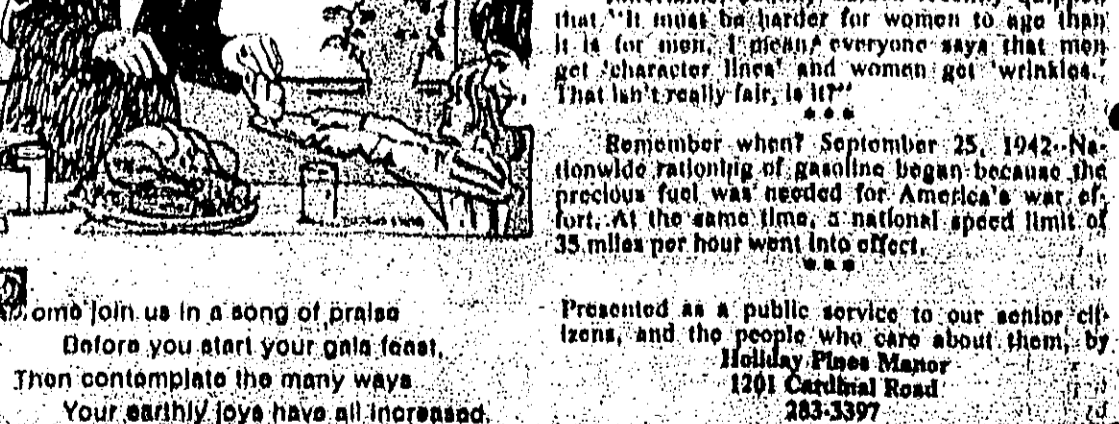 that, "It must be harder for women to age than
it is for men. I mean, everyone says that men
get 'character lines' and women get 'wrinkles.'
That isn't really fair, is it?"
* * *
Remember when? September 25, 1942--Na-
tionwide rationing of gasoline began because the
precious fuel was needed for America's war ef-
fort. At the same time, a national speed limit of
35 miles per hour went into effect.
* * *
Presented as a public service to our senior cit-
izens, and the people who care about them, by
Holiday Pines Manor
1201 Cardinal Road
283-3397
ome join us in a song of praise
Before you start your gala feast,
Then contemplate the many ways
Your earthly joys have all increased.